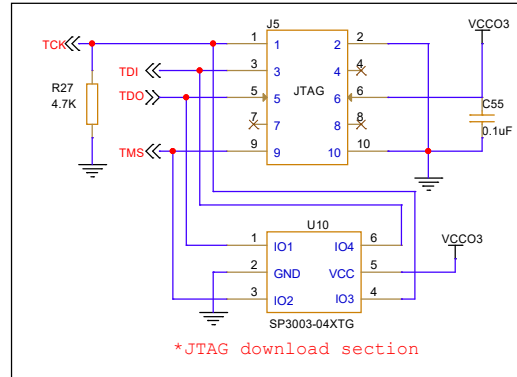 J5
VCCO3
TCK 1 1 2 2
TDI 3 3 4 4
R27
4.7K
TDO 5 5 JTAG 6 6
C55
0.1uF
7 7 8 8
TMS 9 9 10 10
U10
VCCO3
1 IO1 IO4 6
2 GND VCC 5
3 IO2 IO3 4
SP3003-04XTG
*JTAG download section